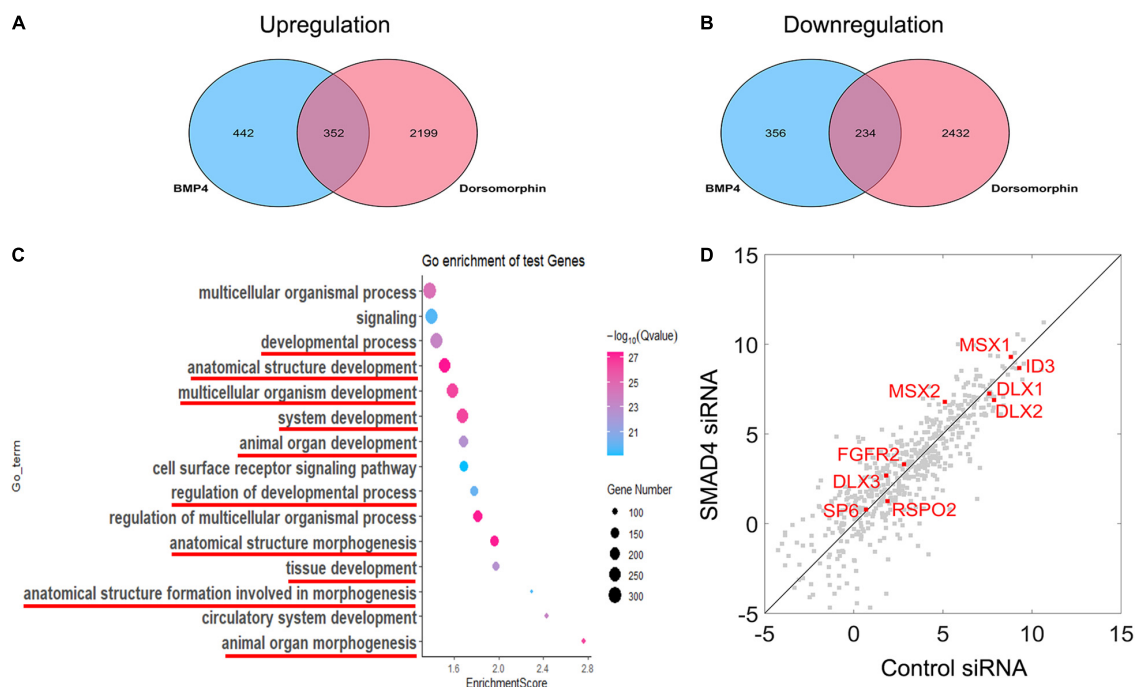 A
Upregulation
442
352
2199
BMP4
Dorsomorphin
B
Downregulation
356
234
2432
BMP4
Dorsomorphin
C
Go enrichment of test Genes
Go_term
multicellular organismal process
signaling
developmental process
anatomical structure development
multicellular organism development
system development
animal organ development
cell surface receptor signaling pathway
regulation of developmental process
regulation of multicellular organismal process
anatomical structure morphogenesis
tissue development
anatomical structure formation involved in morphogenesis
circulatory system development
animal organ morphogenesis
1.6
2.0
2.4
2.8
EnrichmentScore
−log10(Qvalue)
27
25
23
21
Gene Number
100
150
200
250
300
D
SMAD4 siRNA
15
10
5
0
-5
MSX1
ID3
MSX2
DLX1
DLX2
FGFR2
DLX3
SP6
RSPO2
-5
0
5
10
15
Control siRNA